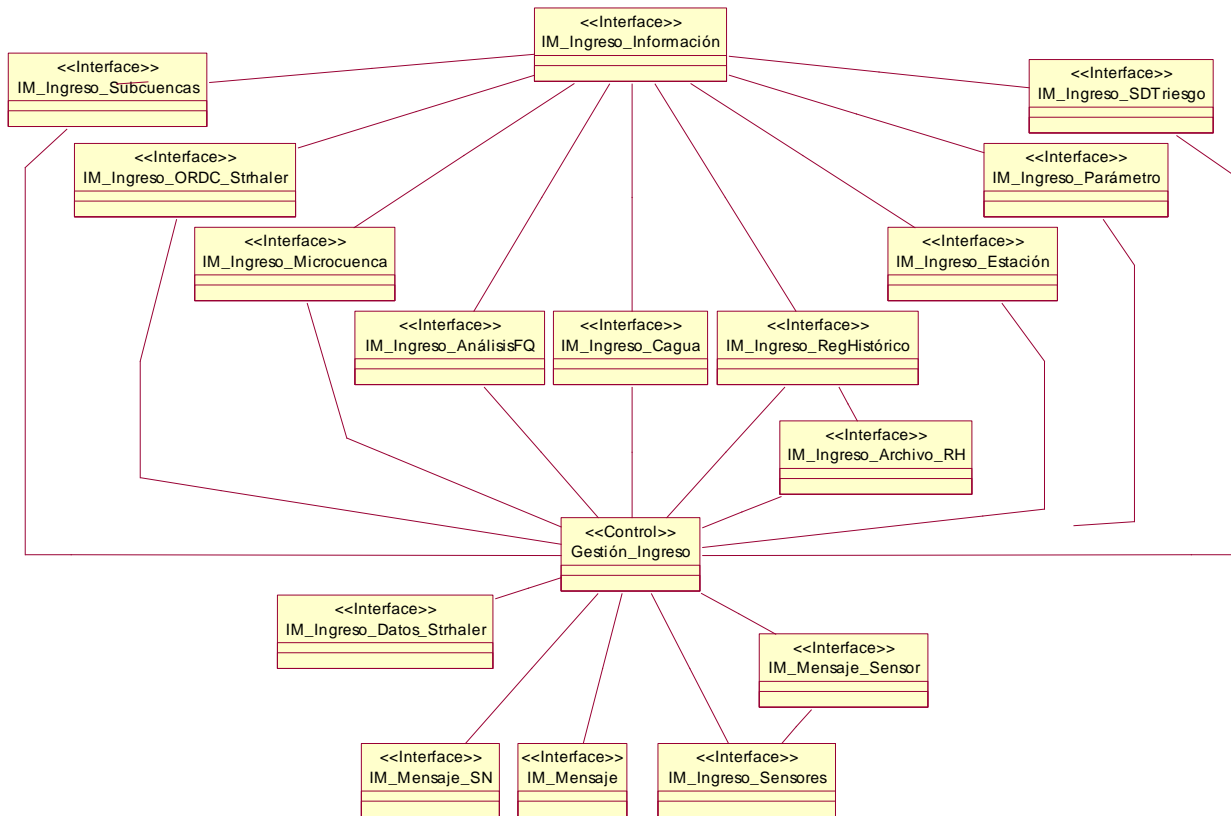 <<Interface>>
IM_Ingreso_Información
<<Interface>>
IM_Ingreso_Subcuencas
<<Interface>>
IM_Ingreso_SDTriesgo
<<Interface>>
IM_Ingreso_ORDC_Strhaler
<<Interface>>
IM_Ingreso_Parámetro
<<Interface>>
IM_Ingreso_Microcuenca
<<Interface>>
IM_Ingreso_Estación
<<Interface>>
IM_Ingreso_AnálisisFQ
<<Interface>>
IM_Ingreso_Cagua
<<Interface>>
IM_Ingreso_RegHistórico
<<Interface>>
IM_Ingreso_Archivo_RH
<<Control>>
Gestión_Ingreso
<<Interface>>
IM_Ingreso_Datos_Strhaler
<<Interface>>
IM_Mensaje_Sensor
<<Interface>>
IM_Mensaje_SN
<<Interface>>
IM_Mensaje
<<Interface>>
IM_Ingreso_Sensores